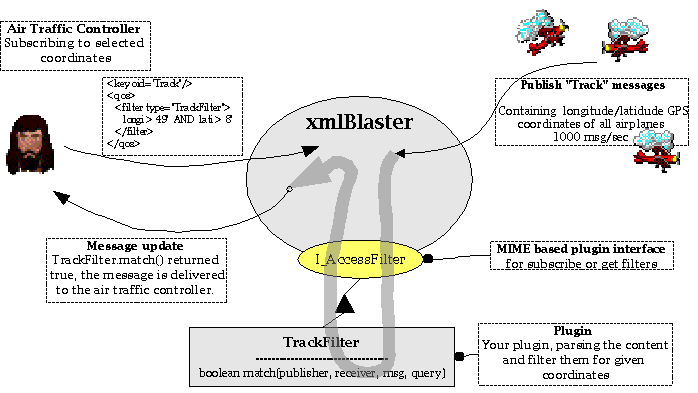 Air Traffic Controller
Subscribing to selected
coordinates
<key oid="Track"/>
<qos>
<filter type="TrackFilter">
longi > 49 AND lati > 8
</filter>
</qos>
xmlBlaster
Publish "Track" messages
Containing longitude/latidude GPS
coordinates of all airplanes
1000 msg/sec
Message update
TrackFilter.match() returned
true, the message is delivered
to the air traffic controller.
I_AccessFilter
MIME based plugin interface
for subscribe or get filters
TrackFilter
boolean match(publisher, receiver, msg, query)
Plugin
Your plugin, parsing the content
and filter them for given
coordinates